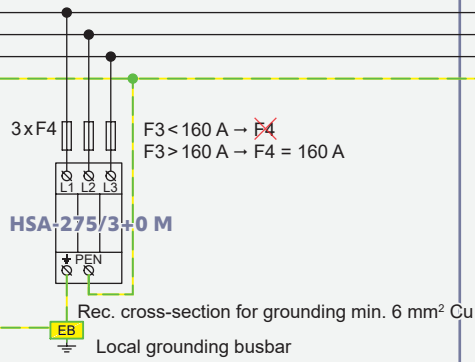 3xF4
F3<160 A → F4
F3>160 A → F4 = 160 A
L1 L2 L3
HSA-275/3+0 M
PEN
Rec. cross-section for grounding min. 6 mm² Cu
EB
Local grounding busbar